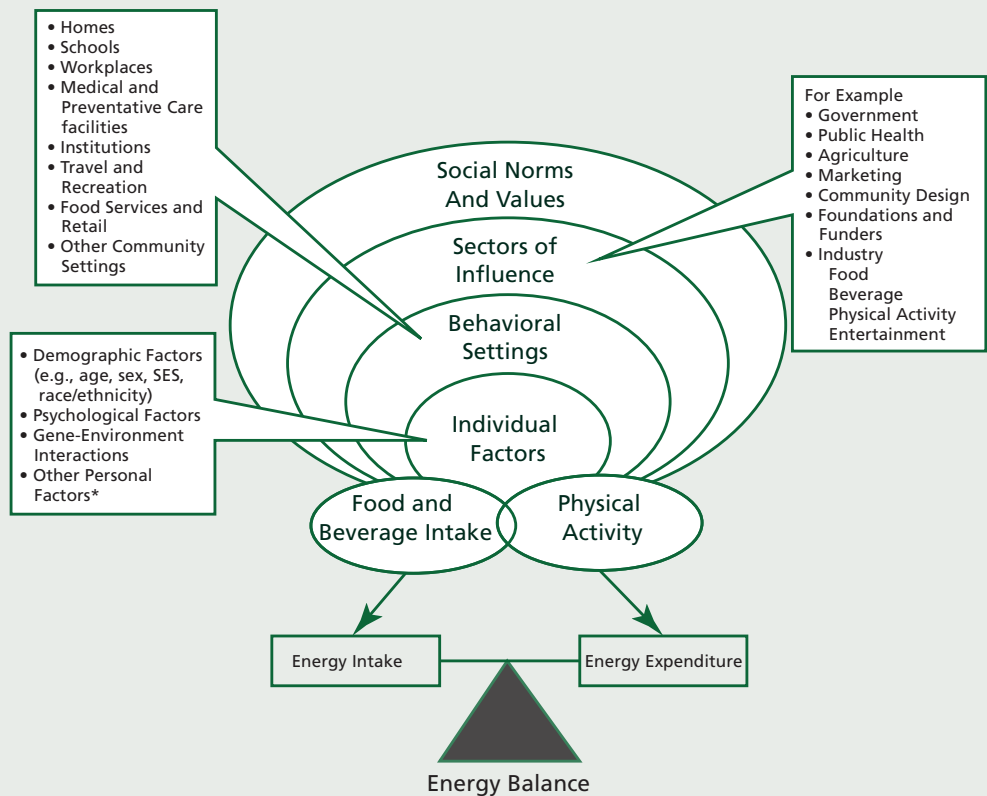 • Homes
• Schools
• Workplaces
• Medical and
Preventative Care
facilities
• Institutions
• Travel and
Recreation
• Food Services and
Retail
• Other Community
Settings
For Example
• Government
• Public Health
• Agriculture
• Marketing
• Community Design
• Foundations and
Funders
• Industry
Food
Beverage
Physical Activity
Entertainment
Social Norms
And Values
Sectors of
Influence
Behavioral
Settings
• Demographic Factors
(e.g., age, sex, SES,
race/ethnicity)
• Psychological Factors
• Gene-Environment
Interactions
• Other Personal
Factors*
Individual
Factors
Food and
Beverage Intake
Physical
Activity
Energy Intake
Energy Expenditure
Energy Balance